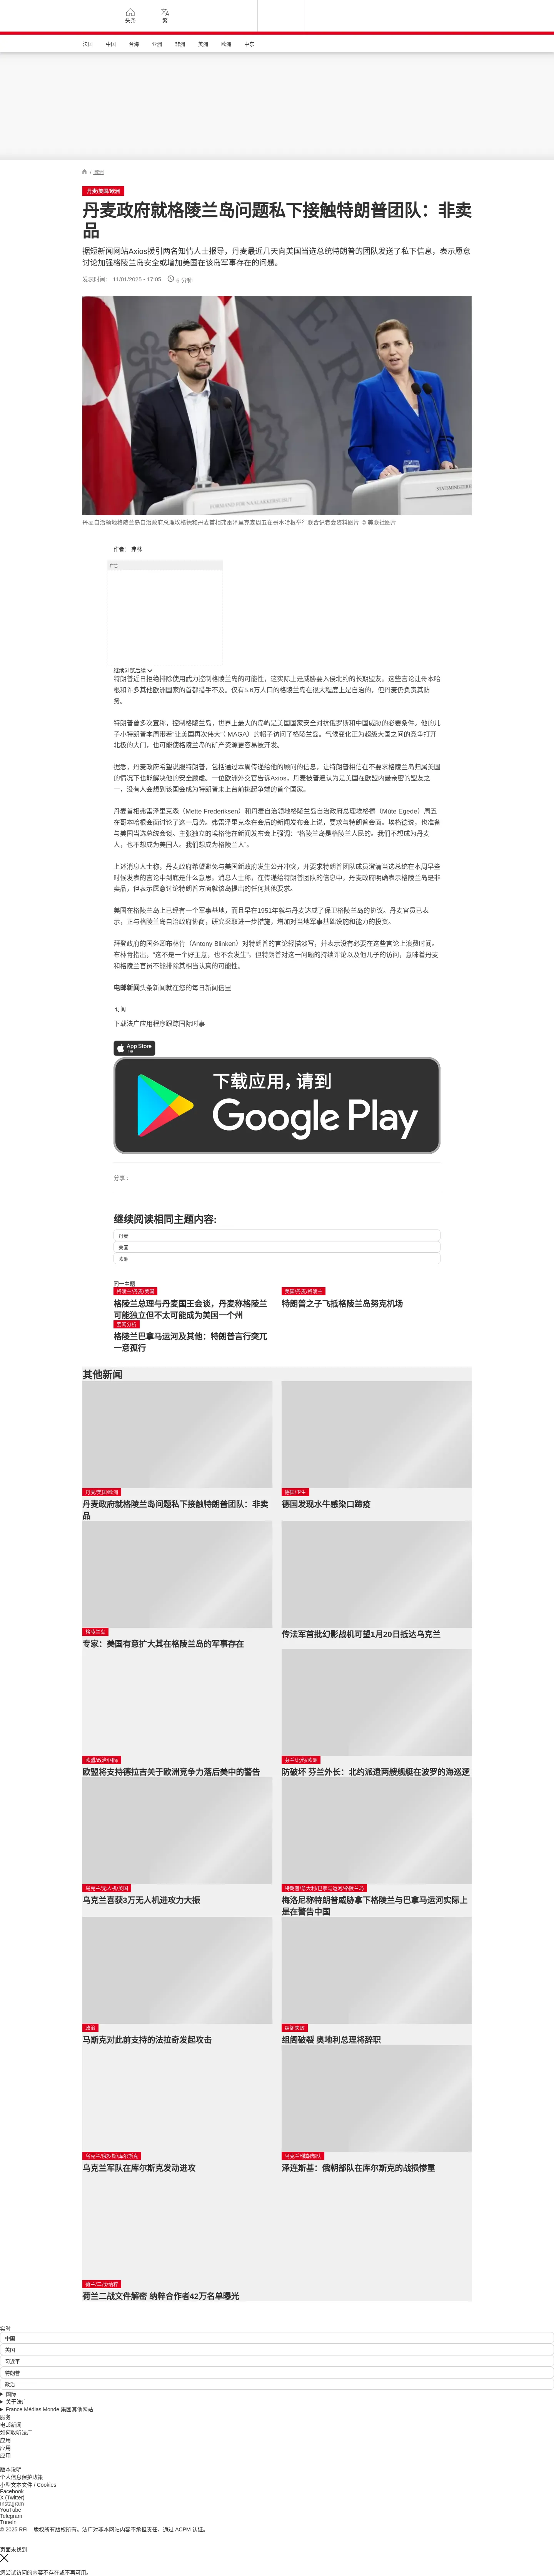 头条
繁
法国
中国
台海
亚洲
非洲
美洲
欧洲
中东
/ 欧洲
丹麦/美国/欧洲
丹麦政府就格陵兰岛问题私下接触特朗普团队：非卖
品
据短新闻网站Axios援引两名知情人士报导，丹麦最近几天向美国当选总统特朗普的团队发送了私下信息，表示愿意
讨论加强格陵兰岛安全或增加美国在该岛军事存在的问题。
发表时间： 11/01/2025 - 17:05
6 分钟
丹麦自治领地格陵兰岛自治政府总理埃格德和丹麦首相弗雷泽里克森周五在哥本哈根举行联合记者会资料图片 © 美联社图片
作者： 弗林
广告
继续浏览后续
特朗普近日拒绝排除使用武力控制格陵兰岛的可能性，这实际上是威胁要入侵北约的长期盟友。这些言论让哥本哈
根和许多其他欧洲国家的首都措手不及。仅有5.6万人口的格陵兰岛在很大程度上是自治的，但丹麦仍负责其防
务。
特朗普曾多次宣称，控制格陵兰岛，世界上最大的岛屿是美国国家安全对抗俄罗斯和中国威胁的必要条件。他的儿
子小特朗普本周带着“让美国再次伟大”( MAGA）的帽子访问了格陵兰岛。气候变化正为超级大国之间的竞争打开
北极的大门，也可能使格陵兰岛的矿产资源更容易被开发。
据悉，丹麦政府希望说服特朗普，包括通过本周传递给他的顾问的信息，让特朗普相信在不要求格陵兰岛归属美国
的情况下也能解决他的安全顾虑。一位欧洲外交官告诉Axios，丹麦被普遍认为是美国在欧盟内最亲密的盟友之
一，没有人会想到该国会成为特朗普未上台前挑起争端的首个国家。
丹麦首相弗雷泽里克森（Mette Frederiksen）和丹麦自治领地格陵兰岛自治政府总理埃格德（Múte Egede）周五
在哥本哈根会面讨论了这一局势。弗雷泽里克森在会后的新闻发布会上说，要求与特朗普会面。埃格德说，也准备
与美国当选总统会谈。主张独立的埃格德在新闻发布会上强调：“格陵兰岛是格陵兰人民的。我们不想成为丹麦
人，也不想成为美国人。我们想成为格陵兰人”。
上述消息人士称，丹麦政府希望避免与美国新政府发生公开冲突，并要求特朗普团队成员澄清当选总统在本周早些
时候发表的言论中到底是什么意思。消息人士称，在传递给特朗普团队的信息中，丹麦政府明确表示格陵兰岛是非
卖品，但表示愿意讨论特朗普方面就该岛提出的任何其他要求。
美国在格陵兰岛上已经有一个军事基地，而且早在1951年就与丹麦达成了保卫格陵兰岛的协议。丹麦官员已表
示，正与格陵兰岛自治政府协商，研究采取进一步措施，增加对当地军事基础设施和能力的投资。
拜登政府的国务卿布林肯（Antony Blinken）对特朗普的言论轻描淡写，并表示没有必要在这些言论上浪费时间。
布林肯指出，“这不是一个好主意，也不会发生”。但特朗普对这一问题的持续评论以及他儿子的访问，意味着丹麦
和格陵兰官员不能排除其相当认真的可能性。
电邮新闻头条新闻就在您的每日新闻信里
订阅
下载法广应用程序跟踪国际时事
App Store
下载
下载应用，请到
Google Play
分享 :
继续阅读相同主题内容:
丹麦
美国
欧洲
同一主题
格陵兰/丹麦/美国
格陵兰总理与丹麦国王会谈，丹麦称格陵兰
可能独立但不太可能成为美国一个州
美国/丹麦/格陵兰
特朗普之子飞抵格陵兰岛努克机场
要闻分析
格陵兰巴拿马运河及其他：特朗普言行突兀
一意孤行
其他新闻
丹麦/美国/欧洲
丹麦政府就格陵兰岛问题私下接触特朗普团队：非卖
品
德国/卫生
德国发现水牛感染口蹄疫
格陵兰岛
专家：美国有意扩大其在格陵兰岛的军事存在
传法军首批幻影战机可望1月20日抵达乌克兰
欧盟/政治/国际
欧盟将支持德拉吉关于欧洲竞争力落后美中的警告
芬兰/北约/欧洲
防破坏 芬兰外长：北约派遣两艘舰艇在波罗的海巡逻
乌克兰/无人机/英国
乌克兰喜获3万无人机进攻力大振
特朗普/意大利/巴拿马运河/格陵兰岛
梅洛尼称特朗普威胁拿下格陵兰与巴拿马运河实际上
是在警告中国
政治
马斯克对此前支持的法拉奇发起攻击
组阁失败
组阁破裂 奥地利总理将辞职
乌克兰/俄罗斯/库尔斯克
乌克兰军队在库尔斯克发动进攻
乌克兰/俄朝部队
泽连斯基：俄朝部队在库尔斯克的战损惨重
荷兰/二战/纳粹
荷兰二战文件解密 纳粹合作者42万名单曝光
实时
中国
美国
习近平
特朗普
政治
国际
关于法广
France Médias Monde 集团其他网站
服务
电邮新闻
如何收听法广
应用
应用
应用
版本说明
个人信息保护政策
小型文本文件 / Cookies
Facebook
X (Twitter)
Instagram
YouTube
Telegram
TuneIn
© 2025 RFI – 版权所有版权所有。法广对非本网站内容不承担责任。通过 ACPM 认证。
页面未找到
您尝试访问的内容不存在或不再可用。